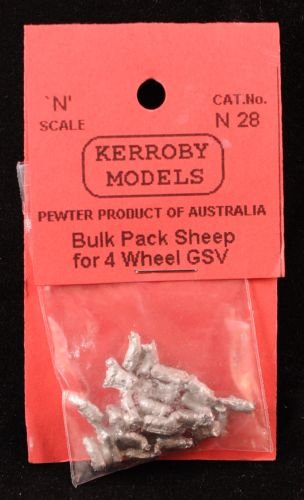 `N'
SCALE
CAT.No.
N 28
KERROBY
MODELS
PEWTER PRODUCT OF AUSTRALIA
Bulk Pack Sheep
for 4 Wheel GSV